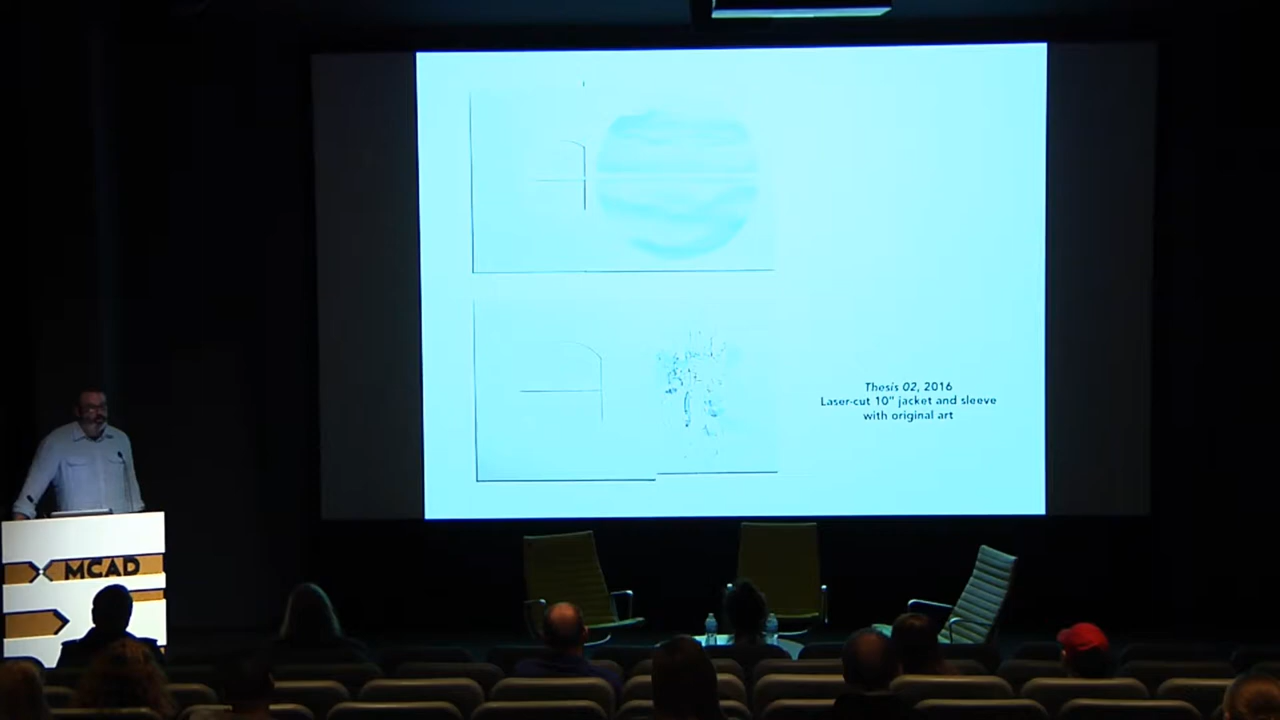 Thesis 02, 2016
Laser-cut 10" jacket and sleeve
with original art
MCAD